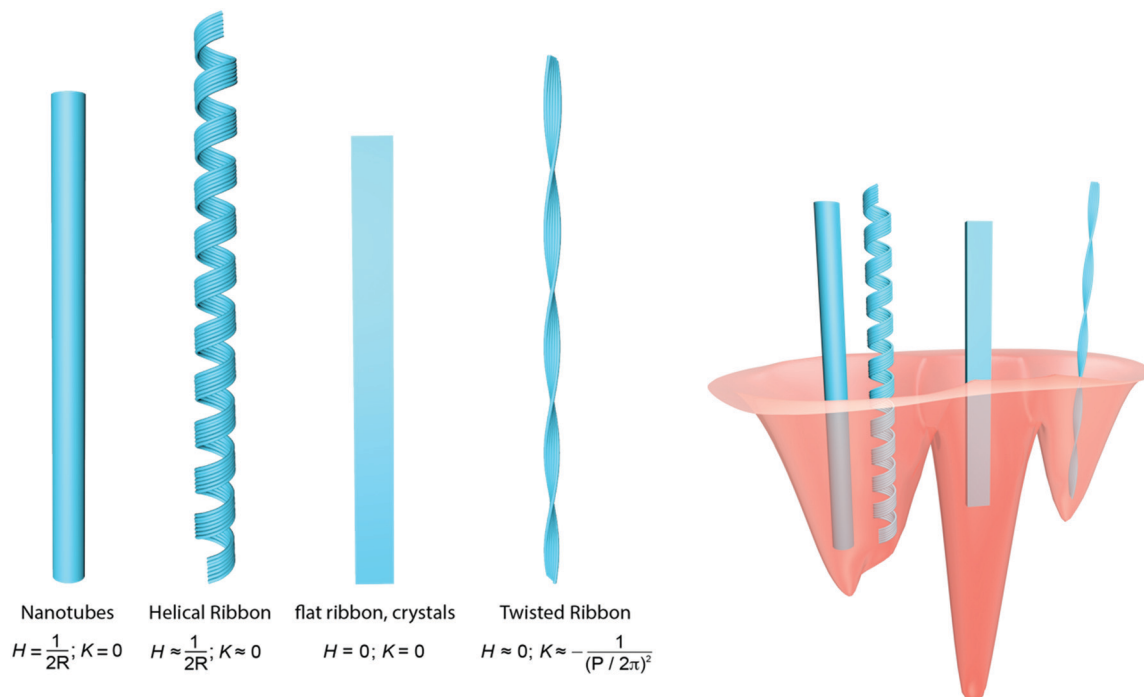 Nanotubes Helical Ribbon flat ribbon, crystals Twisted Ribbon
H = 1/2R; K = 0 H ≈ 1/2R; K ≈ 0 H = 0; K = 0 H ≈ 0; K ≈ - 1/(P / 2π)²